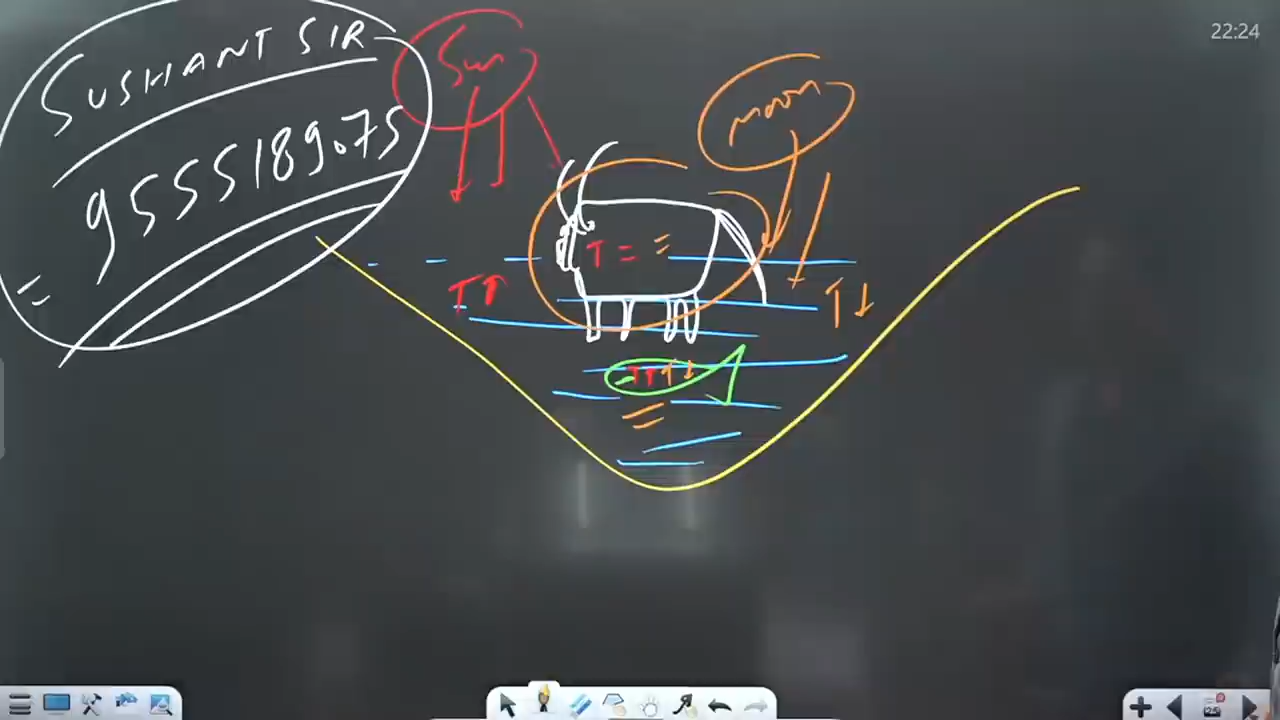 22:24
SUSHANT SIR
9555189075
=
Sun
moon
T = =
T↑
T↓
T↑ ↑↓
=